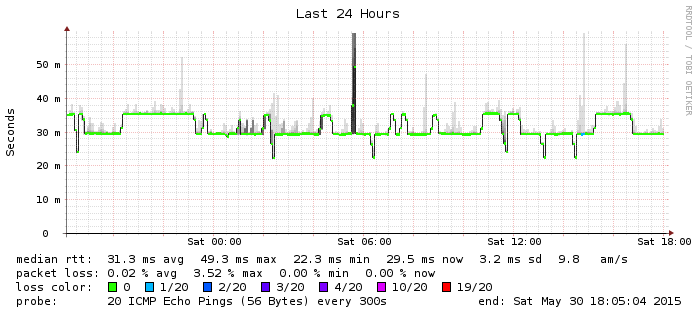 Last 24 Hours
RRDTOOL / TOBI OETIKER
Seconds
50 m
40 m
30 m
20 m
10 m
0
Sat 00:00 Sat 06:00 Sat 12:00 Sat 18:00
median rtt: 31.3 ms avg 49.3 ms max 22.3 ms min 29.5 ms now 3.2 ms sd 9.8 am/s
packet loss: 0.02 % avg 3.52 % max 0.00 % min 0.00 % now
loss color: 0 1/20 2/20 3/20 4/20 10/20 19/20
probe: 20 ICMP Echo Pings (56 Bytes) every 300s end: Sat May 30 18:05:04 2015